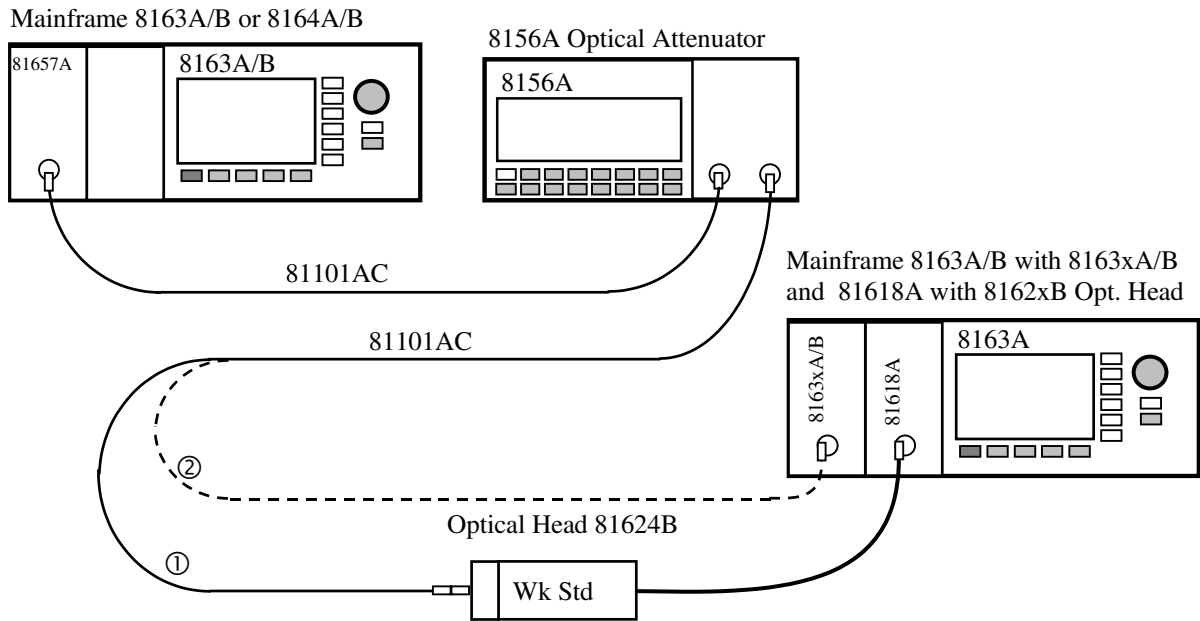 Mainframe 8163A/B or 8164A/B
81657A
8163A/B
8156A Optical Attenuator
8156A
81101AC
81101AC
Mainframe 8163A/B with 8163xA/B
and 81618A with 8162xB Opt. Head
8163xA/B
81618A
8163A
②
Optical Head 81624B
①
Wk Std